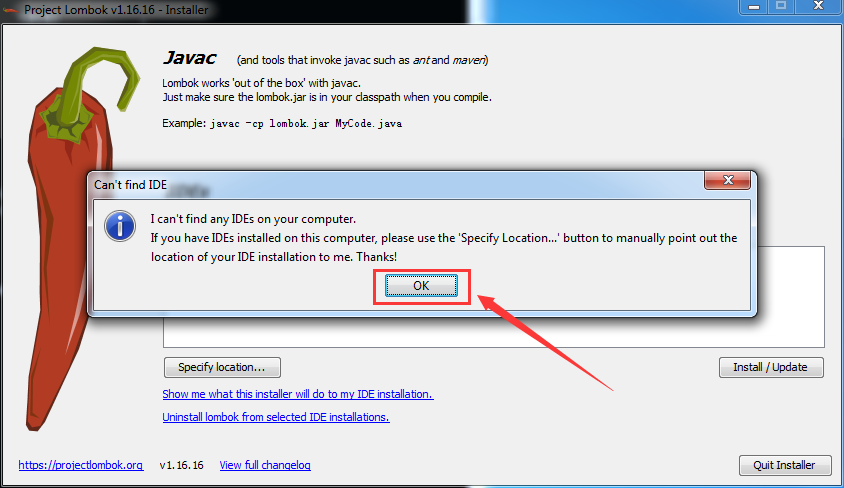 Project Lombok v1.16.16 - Installer
Javac (and tools that invoke javac such as ant and maven)
Lombok works 'out of the box' with javac.
Just make sure the lombok.jar is in your classpath when you compile.
Example: javac -cp lombok.jar MyCode.java
Can't find IDE
I can't find any IDEs on your computer.
If you have IDEs installed on this computer, please use the 'Specify Location...' button to manually point out the
location of your IDE installation to me. Thanks!
OK
Specify location...
Install / Update
Show me what this installer will do to my IDE installation.
Uninstall lombok from selected IDE installations.
https://projectlombok.org v1.16.16 View full changelog
Quit Installer